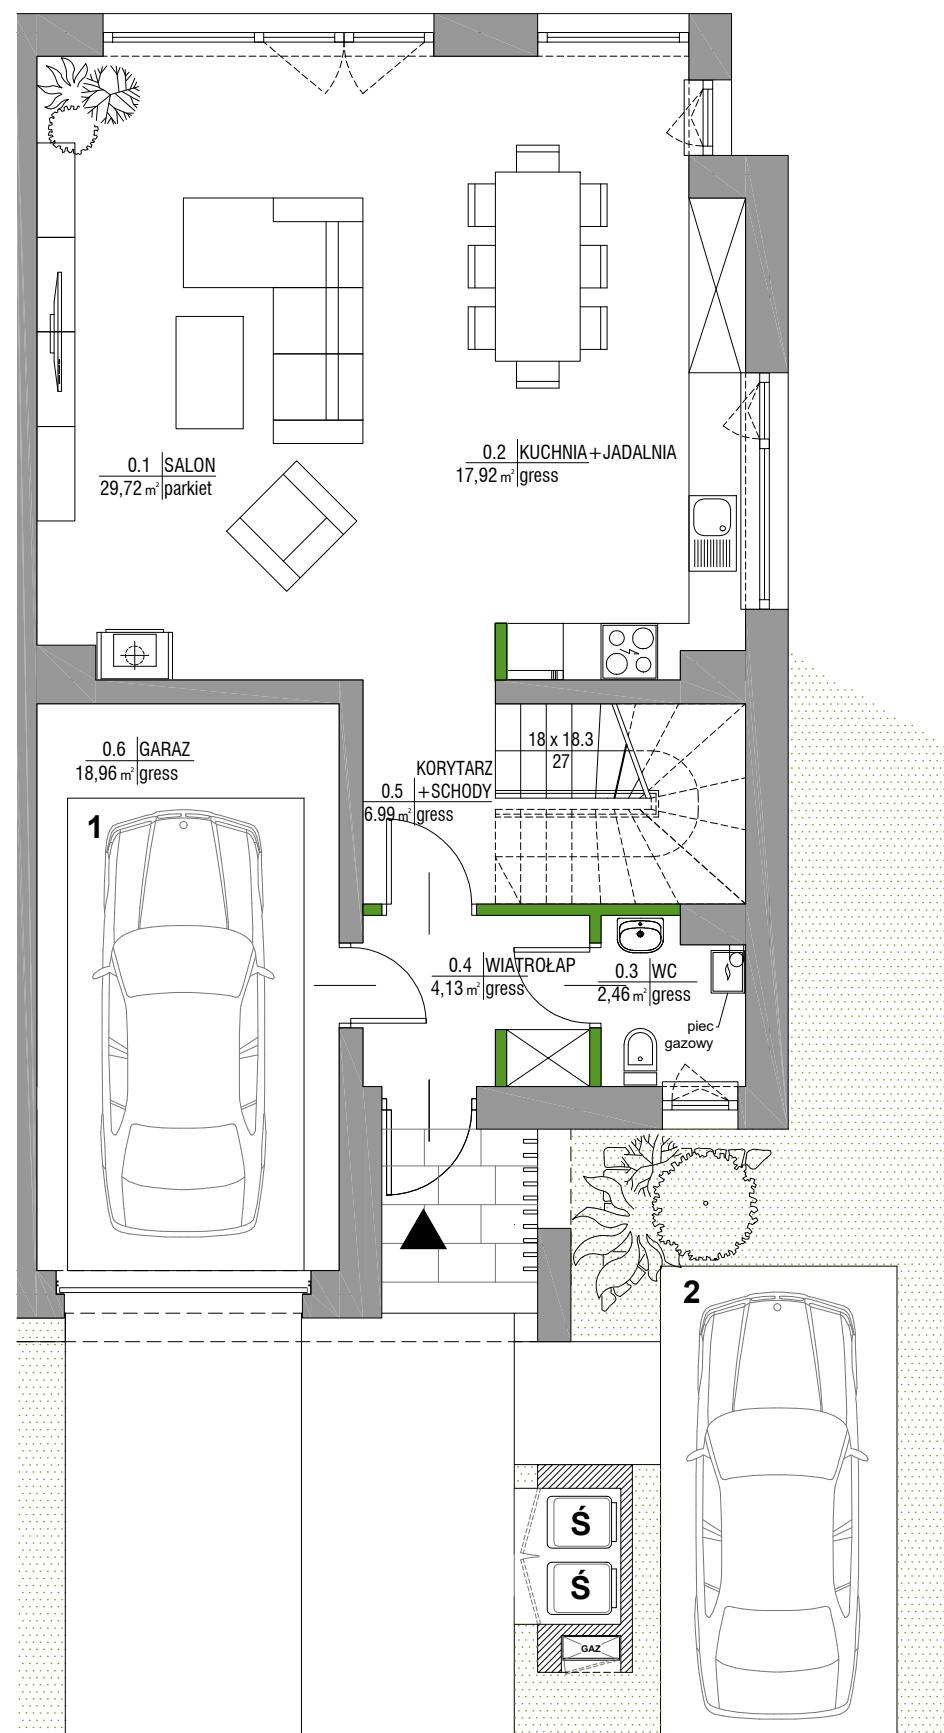 0.1 SALON
29,72 m² parkiet
0.2 KUCHNIA+JADALNIA
17,92 m² gress
0.6 GARAZ
18,96 m² gress
1
18 x 18.3
27
KORYTARZ
0.5 +SCHODY
6.99 m² gress
0.4 WIATROŁAP
4,13 m² gress
0.3 WC
2,46 m² gress
piec
gazowy
2
Ś
Ś
GAZ